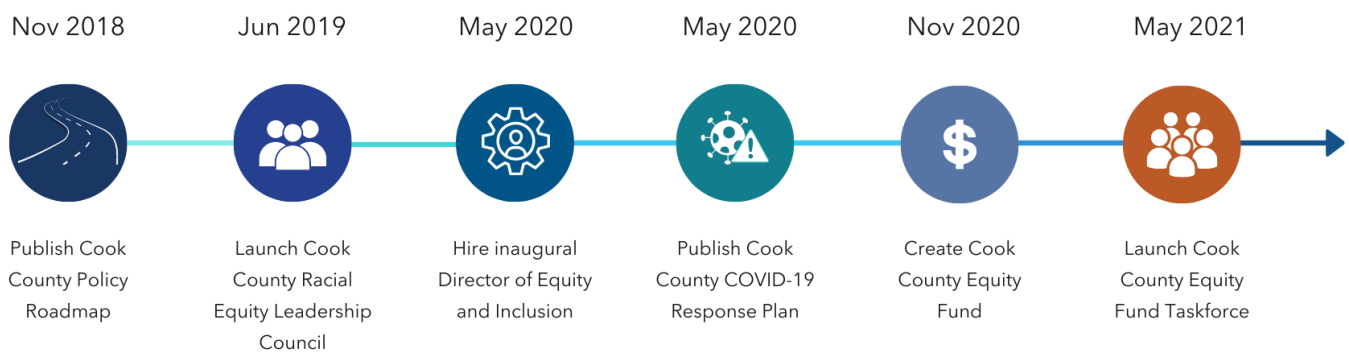 Nov 2018
Jun 2019
May 2020
May 2020
Nov 2020
May 2021
$
Publish Cook
County Policy
Roadmap
Launch Cook
County Racial
Equity Leadership
Council
Hire inaugural
Director of Equity
and Inclusion
Publish Cook
County COVID-19
Response Plan
Create Cook
County Equity
Fund
Launch Cook
County Equity
Fund Taskforce